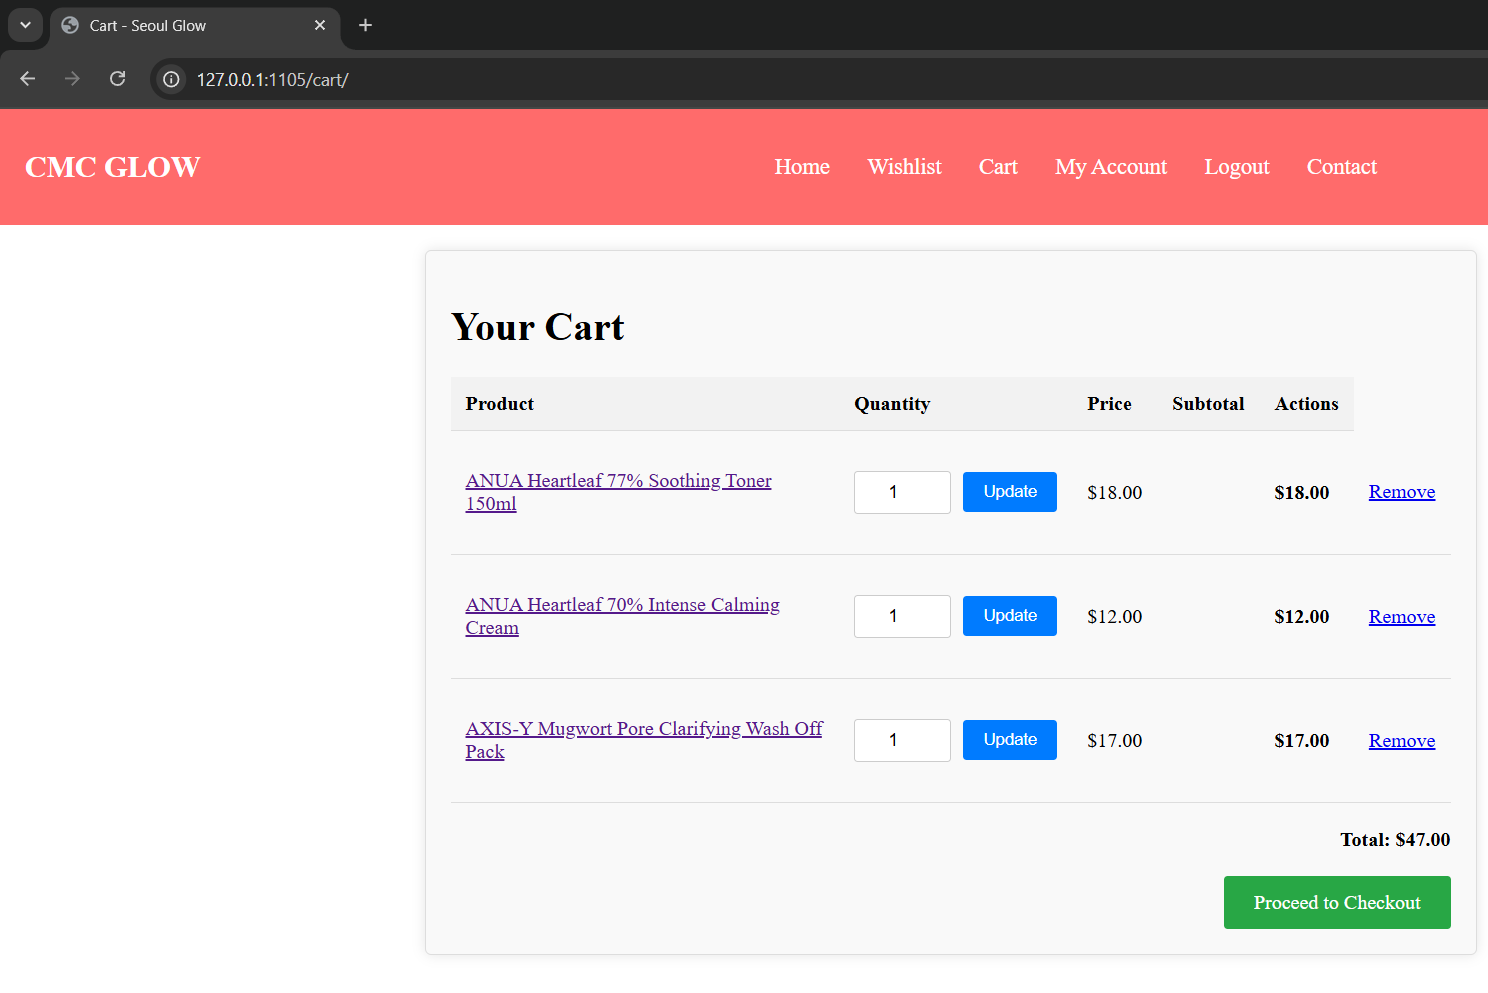 Cart - Seoul Glow
127.0.0.1:1105/cart/
CMC GLOW
Home Wishlist Cart My Account Logout Contact
Your Cart
Product Quantity Price Subtotal Actions
ANUA Heartleaf 77% Soothing Toner
150ml
1 Update $18.00 $18.00 Remove
ANUA Heartleaf 70% Intense Calming
Cream
1 Update $12.00 $12.00 Remove
AXIS-Y Mugwort Pore Clarifying Wash Off
Pack
1 Update $17.00 $17.00 Remove
Total: $47.00
Proceed to Checkout